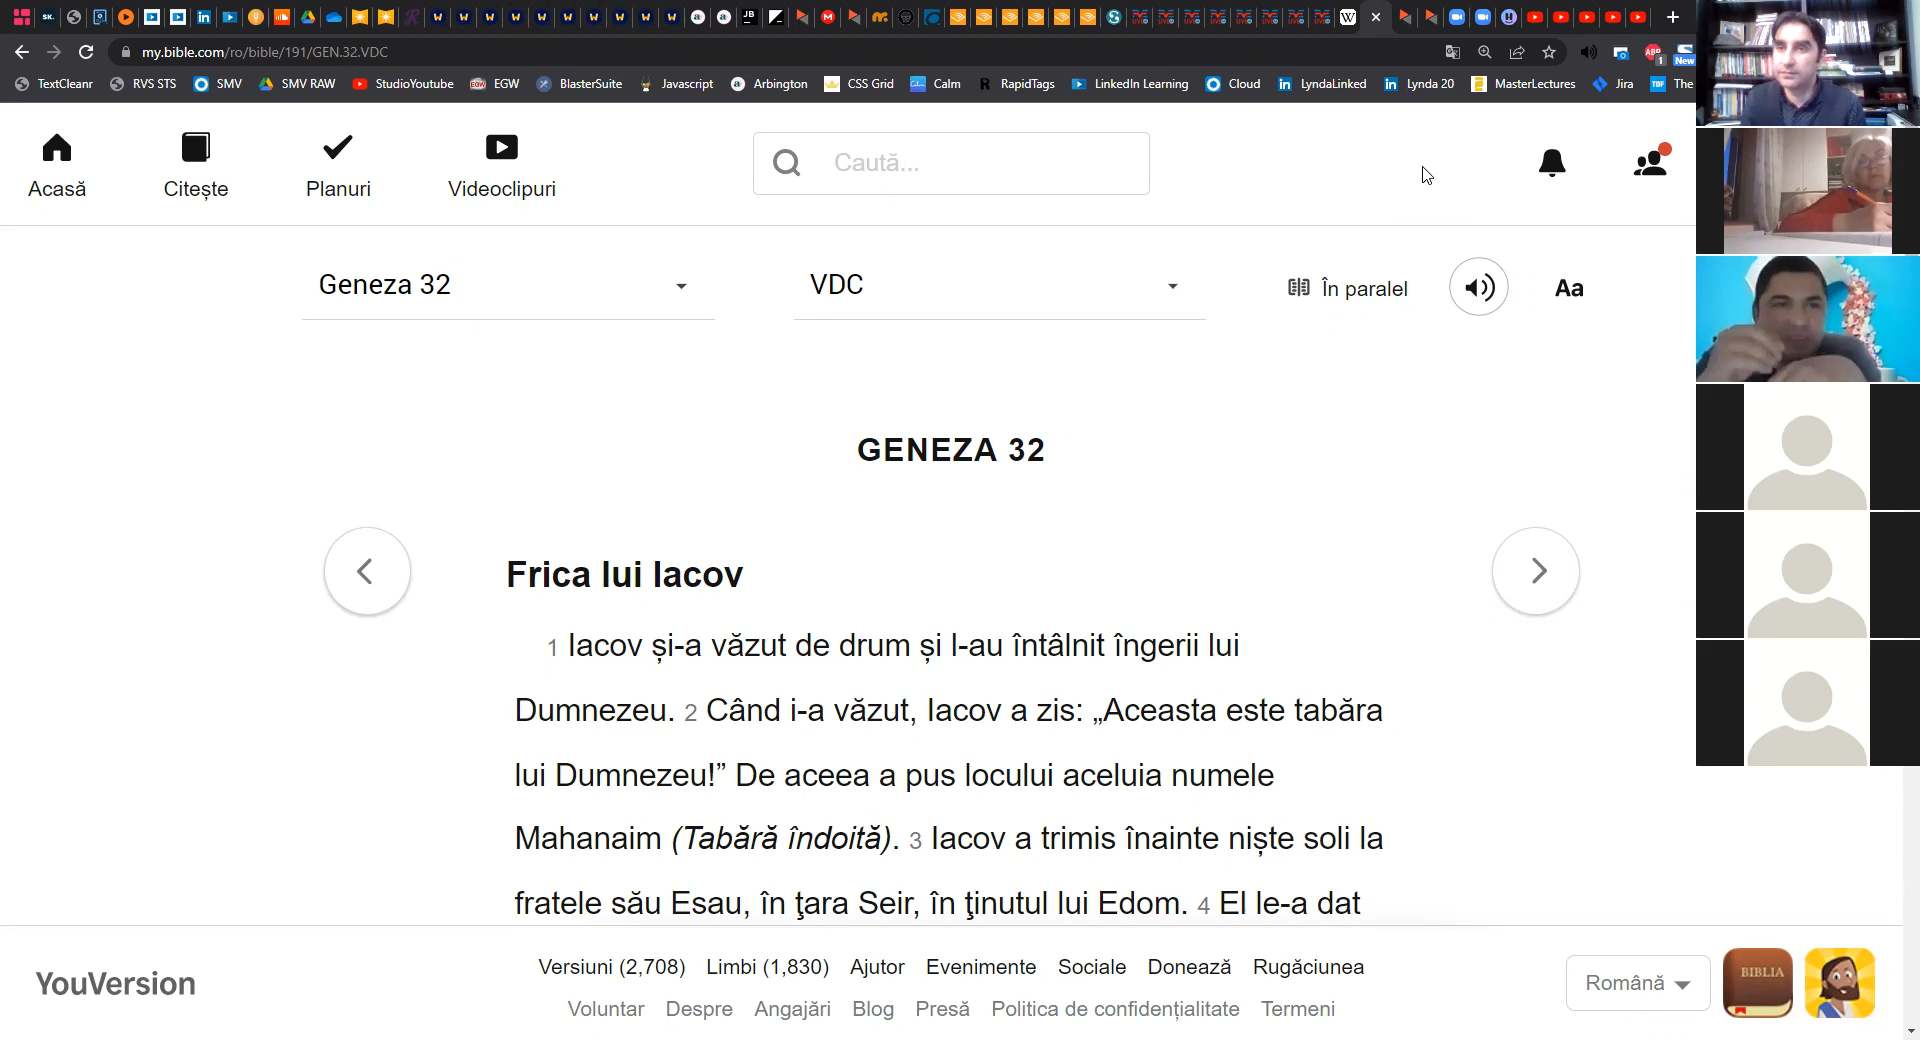 my.bible.com/ro/bible/191/GEN.32.VDC
New
TextCleanr RVS STS SMV SMV RAW StudioYoutube EGW BlasterSuite Javascript Arbington CSS Grid Calm RapidTags LinkedIn Learning Cloud LyndaLinked Lynda 20 MasterLectures Jira The
Acasă Citește Planuri Videoclipuri
Caută...
Geneza 32 VDC În paralel Aa
GENEZA 32
Frica lui Iacov
1 Iacov și-a văzut de drum și l-au întâlnit îngerii lui
Dumnezeu. 2 Când i-a văzut, Iacov a zis: „Aceasta este tabăra
lui Dumnezeu!” De aceea a pus locului aceluia numele
Mahanaim (Tabără îndoită). 3 Iacov a trimis înainte niște soli la
fratele său Esau, în ţara Seir, în ţinutul lui Edom. 4 El le-a dat
YouVersion
Versiuni (2,708) Limbi (1,830) Ajutor Evenimente Sociale Donează Rugăciunea
Voluntar Despre Angajări Blog Presă Politica de confidențialitate Termeni
Română
BIBLIA